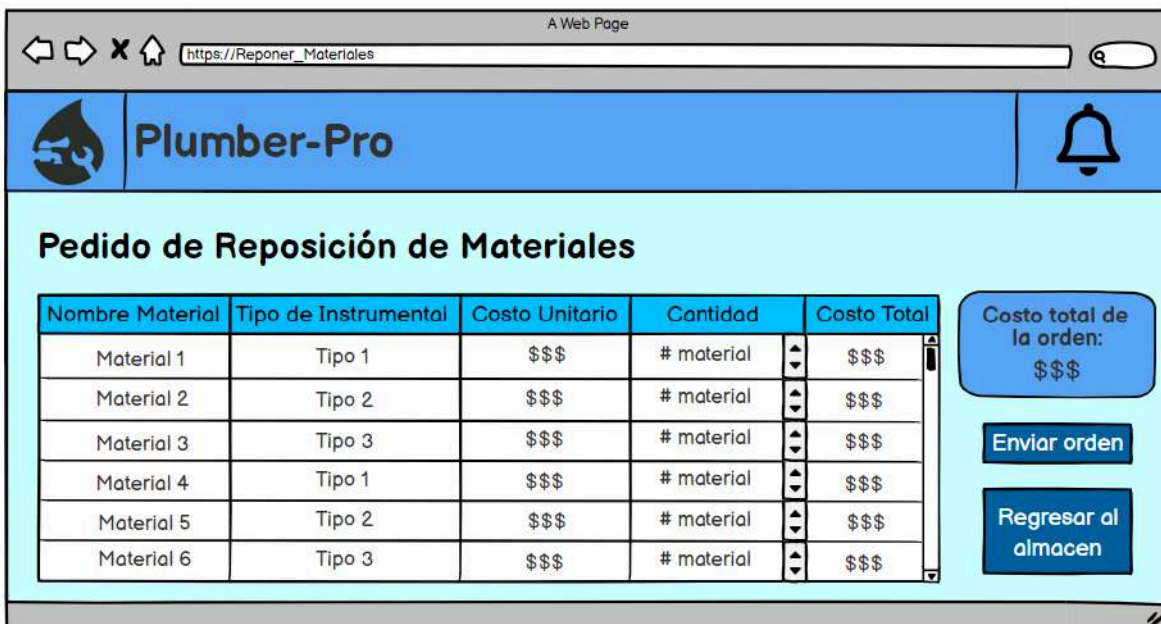 A Web Page
https://Reponer_Materiales
Plumber-Pro
Pedido de Reposición de Materiales
Nombre Material Tipo de Instrumental Costo Unitario Cantidad Costo Total
Material 1 Tipo 1 $$$ # material $$$
Material 2 Tipo 2 $$$ # material $$$
Material 3 Tipo 3 $$$ # material $$$
Material 4 Tipo 1 $$$ # material $$$
Material 5 Tipo 2 $$$ # material $$$
Material 6 Tipo 3 $$$ # material $$$
Costo total de
la orden:
$$$
Enviar orden
Regresar al
almacen